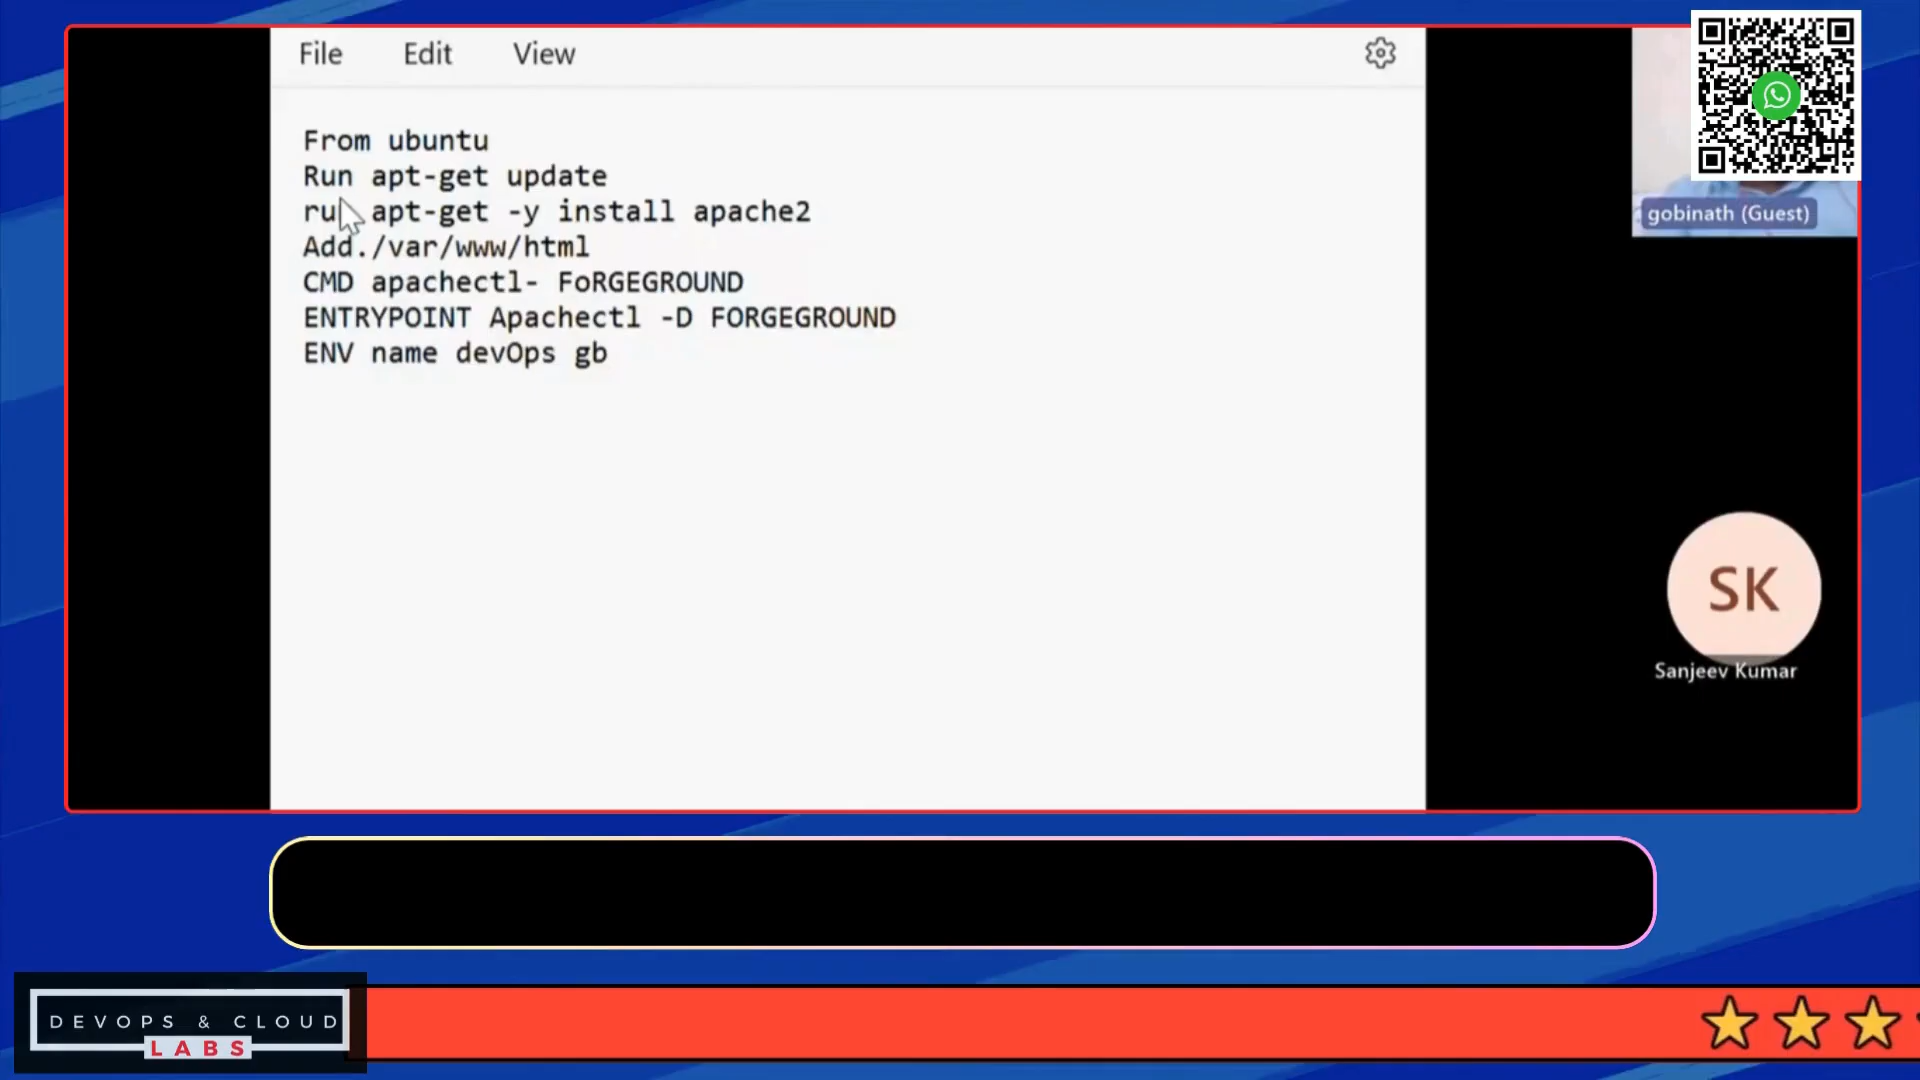 File Edit View
From ubuntu
Run apt-get update
ru apt-get -y install apache2
Add./var/www/html
CMD apachectl- FoRGEGROUND
ENTRYPOINT Apachectl -D FORGEGROUND
ENV name devOps gb
gobinath (Guest)
SK
Sanjeev Kumar
DEVOPS & CLOUD
LABS